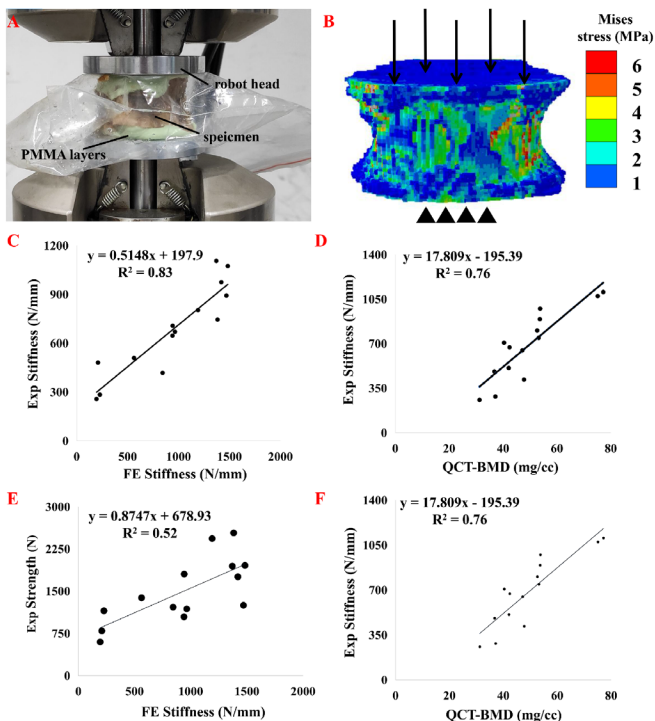 A
robot head
speicmen
PMMA layers
B
Mises
stress (MPa)
6
5
4
3
2
1
C
y = 0.5148x + 197.9
R² = 0.83
Exp Stiffness (N/mm)
1200
900
600
300
0
0 500 1000 1500 2000
FE Stiffness (N/mm)
D
y = 17.809x - 195.39
R² = 0.76
Exp Stiffness (N/mm)
1400
1050
700
350
0
0 20 40 60 80
QCT-BMD (mg/cc)
E
y = 0.8747x + 678.93
R² = 0.52
Exp Strength (N)
3000
2250
1500
750
0
0 500 1000 1500 2000
FE Stiffness (N/mm)
F
y = 17.809x - 195.39
R² = 0.76
Exp Stiffness (N/mm)
1400
1050
700
350
0
0 20 40 60 80
QCT-BMD (mg/cc)